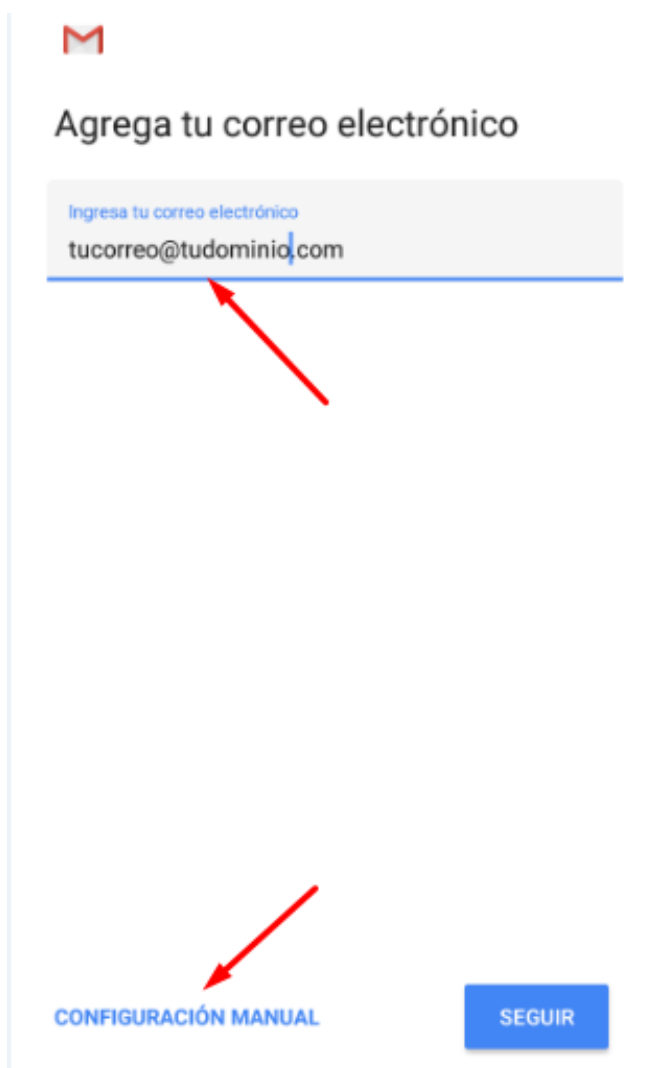 Agrega tu correo electrónico
Ingresa tu correo electrónico
tucorreo@tudominio.com
CONFIGURACIÓN MANUAL
SEGUIR